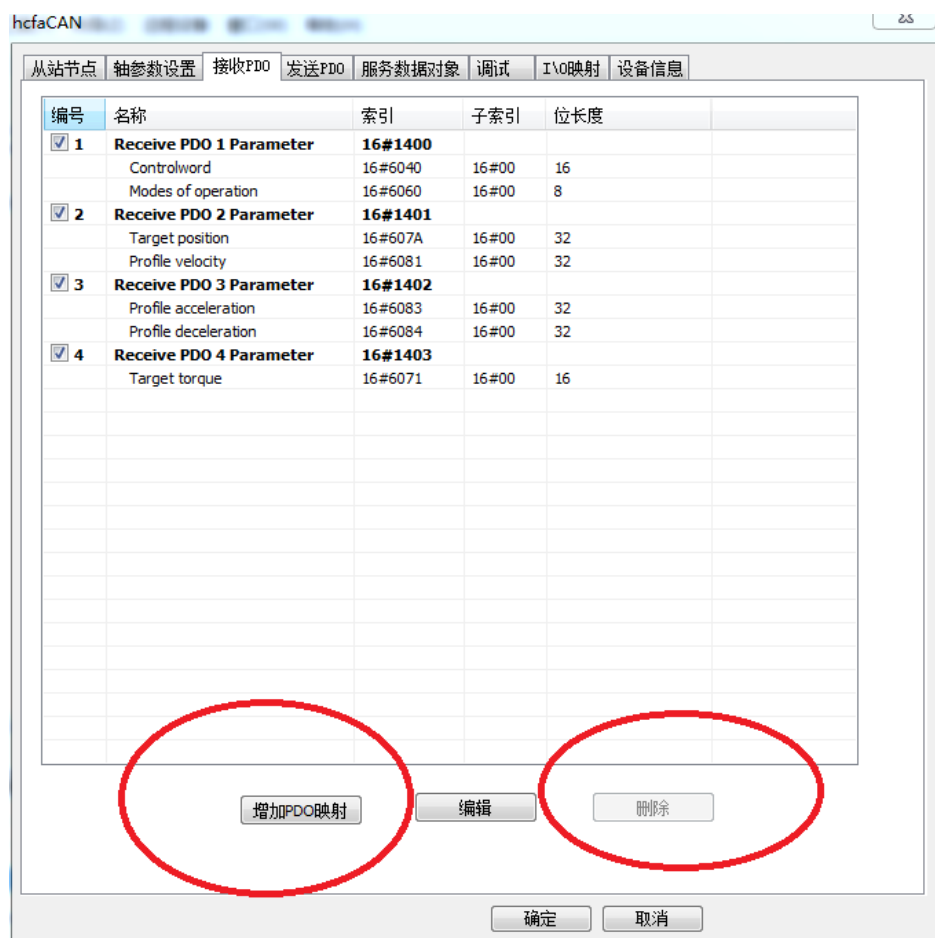 hcfaCAN
从站节点 轴参数设置 接收PDO 发送PDO 服务数据对象 调试 I\O映射 设备信息
编号 名称 索引 子索引 位长度
1 Receive PDO 1 Parameter 16#1400
Controlword 16#6040 16#00 16
Modes of operation 16#6060 16#00 8
2 Receive PDO 2 Parameter 16#1401
Target position 16#607A 16#00 32
Profile velocity 16#6081 16#00 32
3 Receive PDO 3 Parameter 16#1402
Profile acceleration 16#6083 16#00 32
Profile deceleration 16#6084 16#00 32
4 Receive PDO 4 Parameter 16#1403
Target torque 16#6071 16#00 16
增加PDO映射 编辑 删除
确定 取消